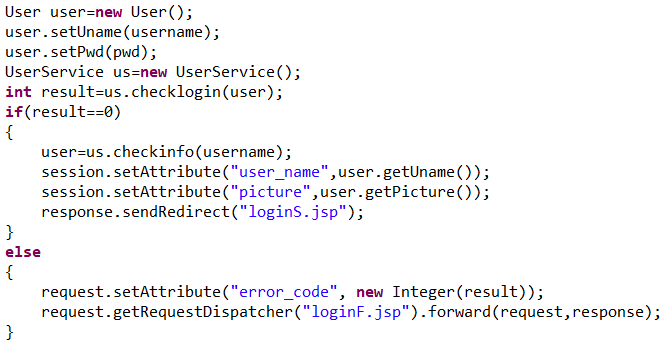 User user=new User();
user.setUname(username);
user.setPwd(pwd);
UserService us=new UserService();
int result=us.checklogin(user);
if(result==0)
{
    user=us.checkinfo(username);
    session.setAttribute("user_name",user.getUname());
    session.setAttribute("picture",user.getPicture());
    response.sendRedirect("loginS.jsp");
}
else
{
    request.setAttribute("error_code", new Integer(result));
    request.getRequestDispatcher("loginF.jsp").forward(request,response);
}